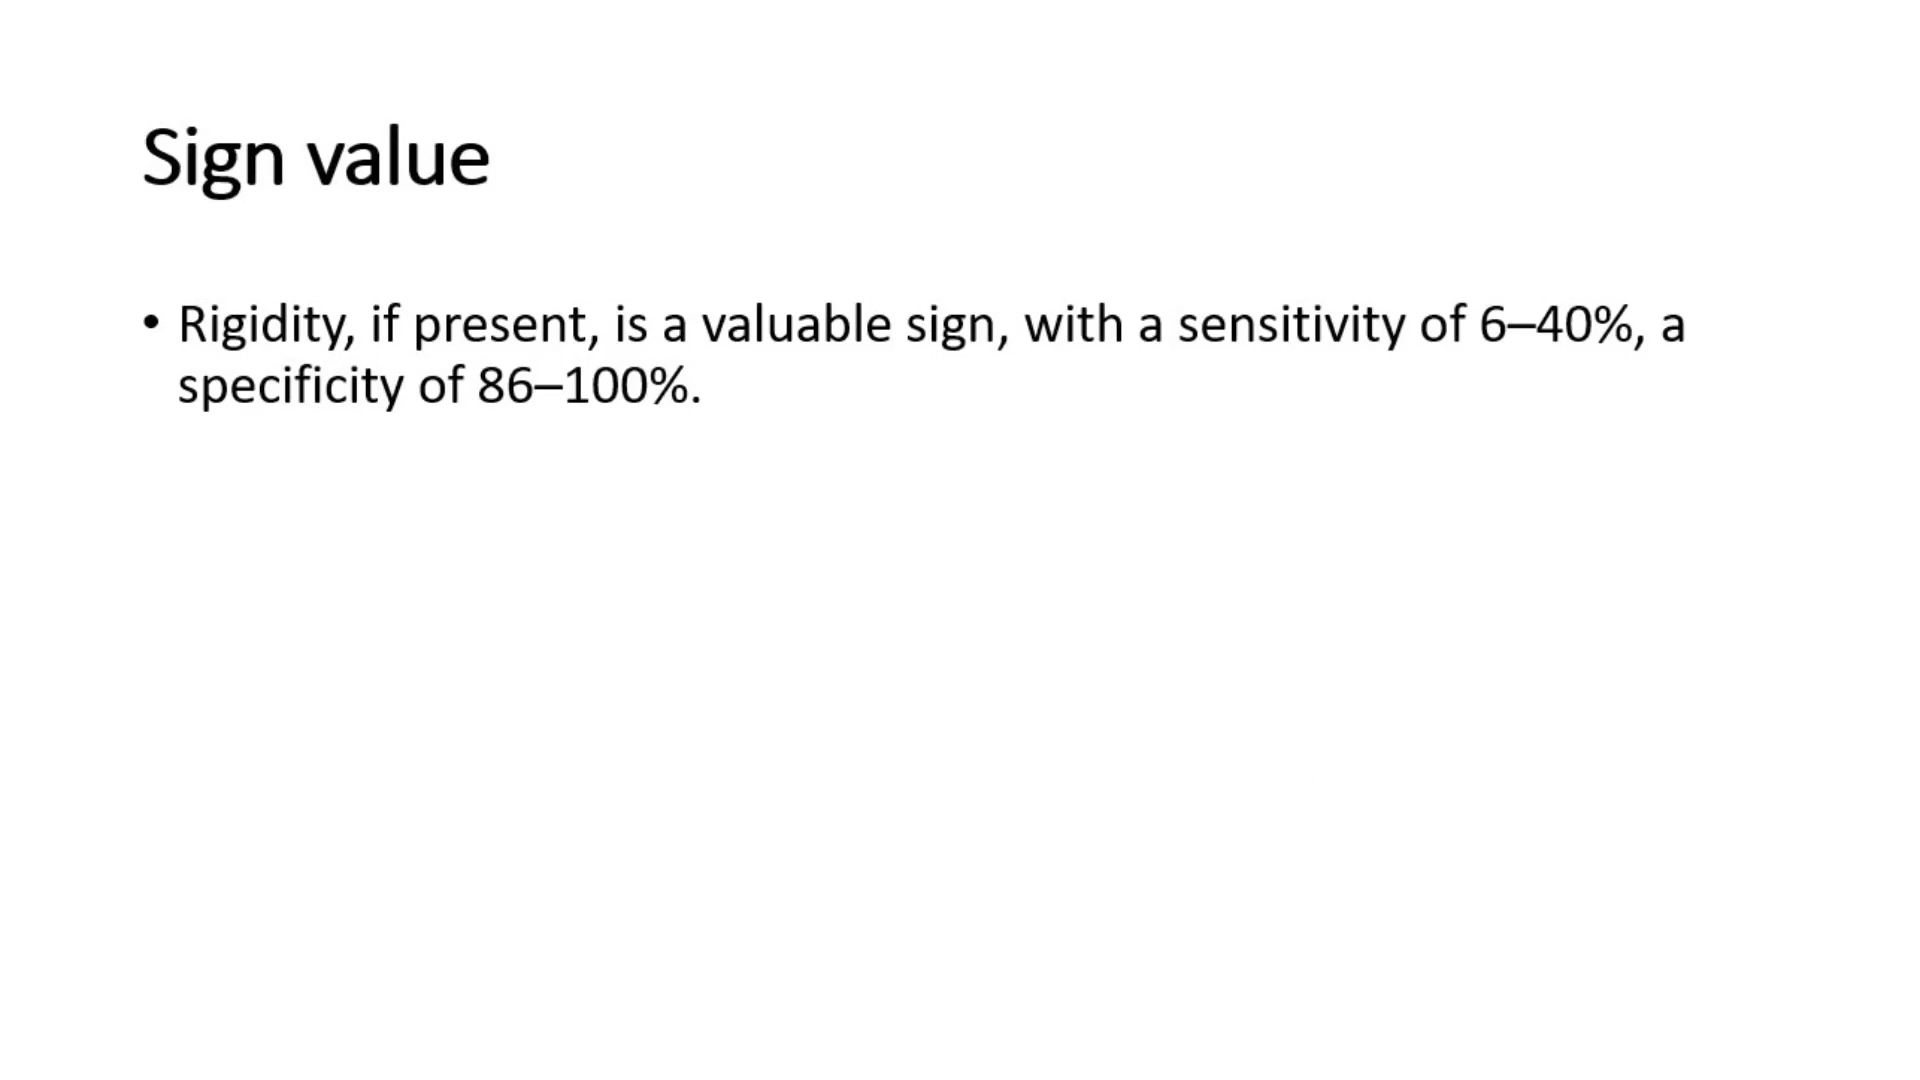 Sign value
• Rigidity, if present, is a valuable sign, with a sensitivity of 6–40%, a
specificity of 86–100%.